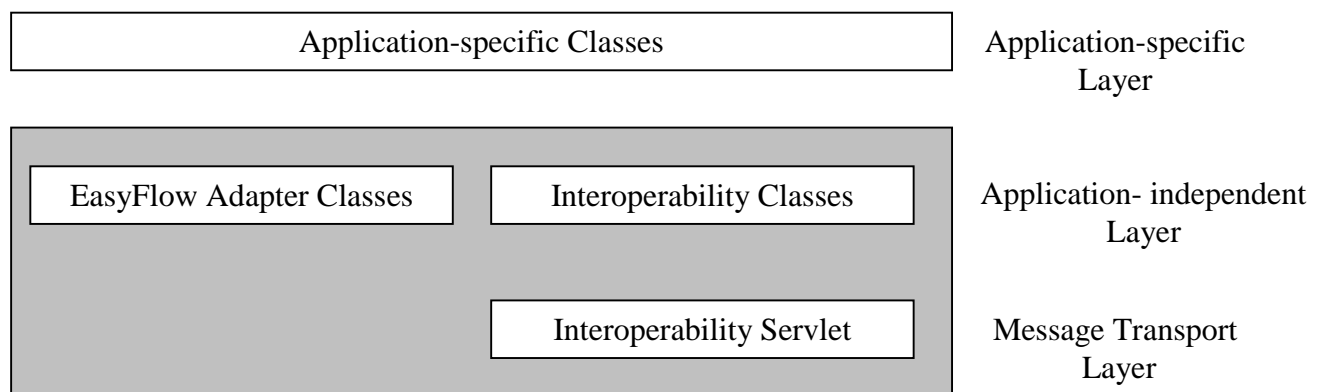 Application-specific Classes
Application-specific
Layer
EasyFlow Adapter Classes
Interoperability Classes
Application- independent
Layer
Interoperability Servlet
Message Transport
Layer